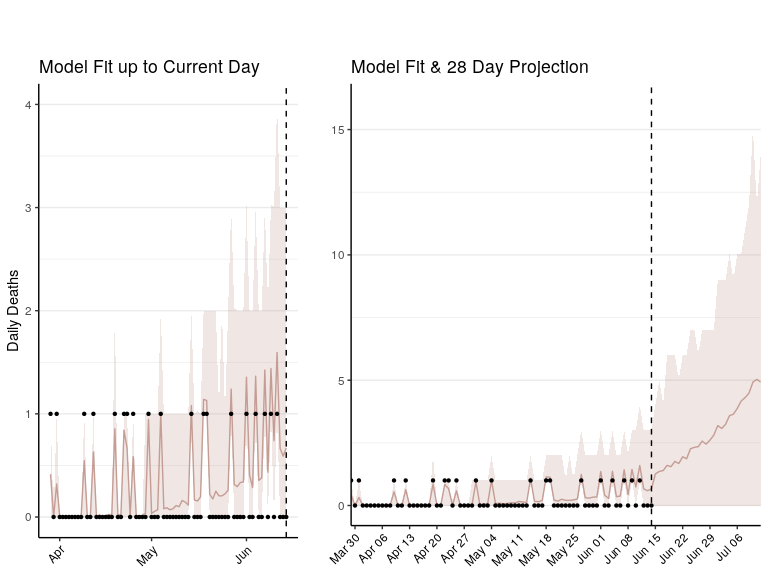 Model Fit up to Current Day
Model Fit & 28 Day Projection
Daily Deaths
4
3
2
1
0
Apr
May
Jun
15
10
5
0
Mar 30
Apr 06
Apr 13
Apr 20
Apr 27
May 04
May 11
May 18
May 25
Jun 01
Jun 08
Jun 15
Jun 22
Jun 29
Jul 06